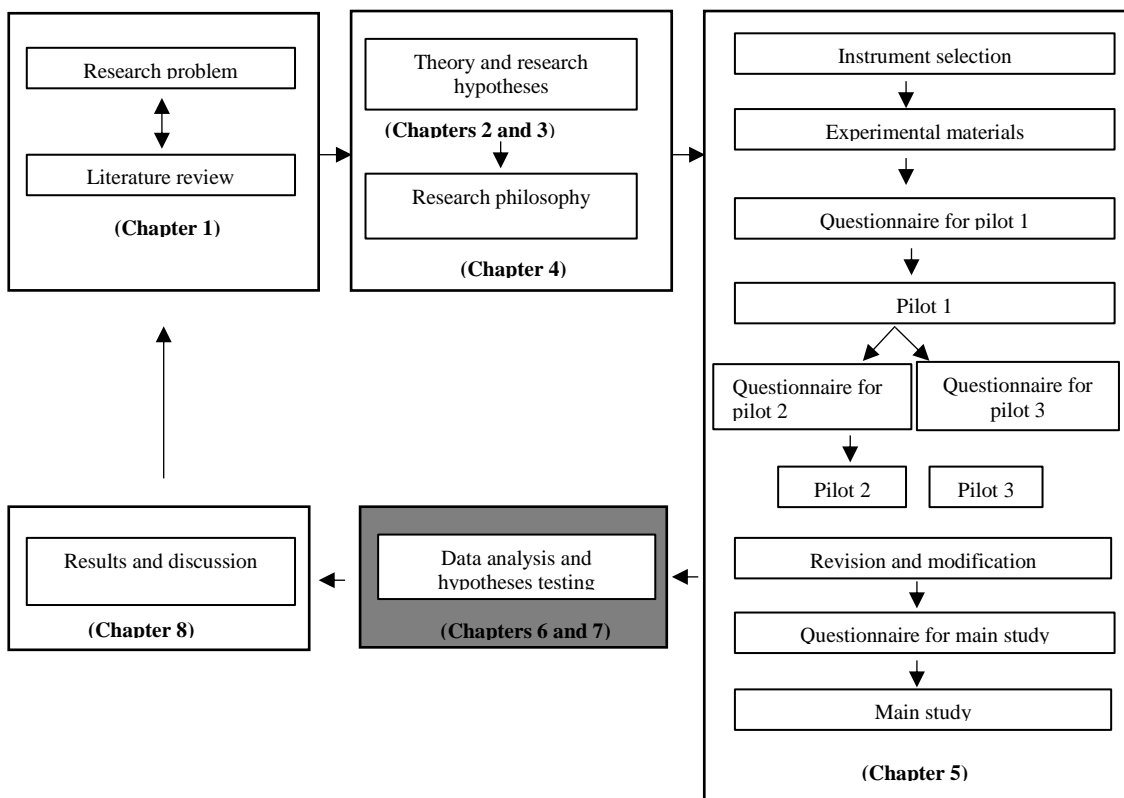 Research problem
Literature review
(Chapter 1)
Theory and research
hypotheses
(Chapters 2 and 3)
Research philosophy
(Chapter 4)
Instrument selection
Experimental materials
Questionnaire for pilot 1
Pilot 1
Questionnaire for
pilot 2
Questionnaire for
pilot 3
Pilot 2
Pilot 3
Revision and modification
Questionnaire for main study
Main study
(Chapter 5)
Data analysis and
hypotheses testing
(Chapters 6 and 7)
Results and discussion
(Chapter 8)